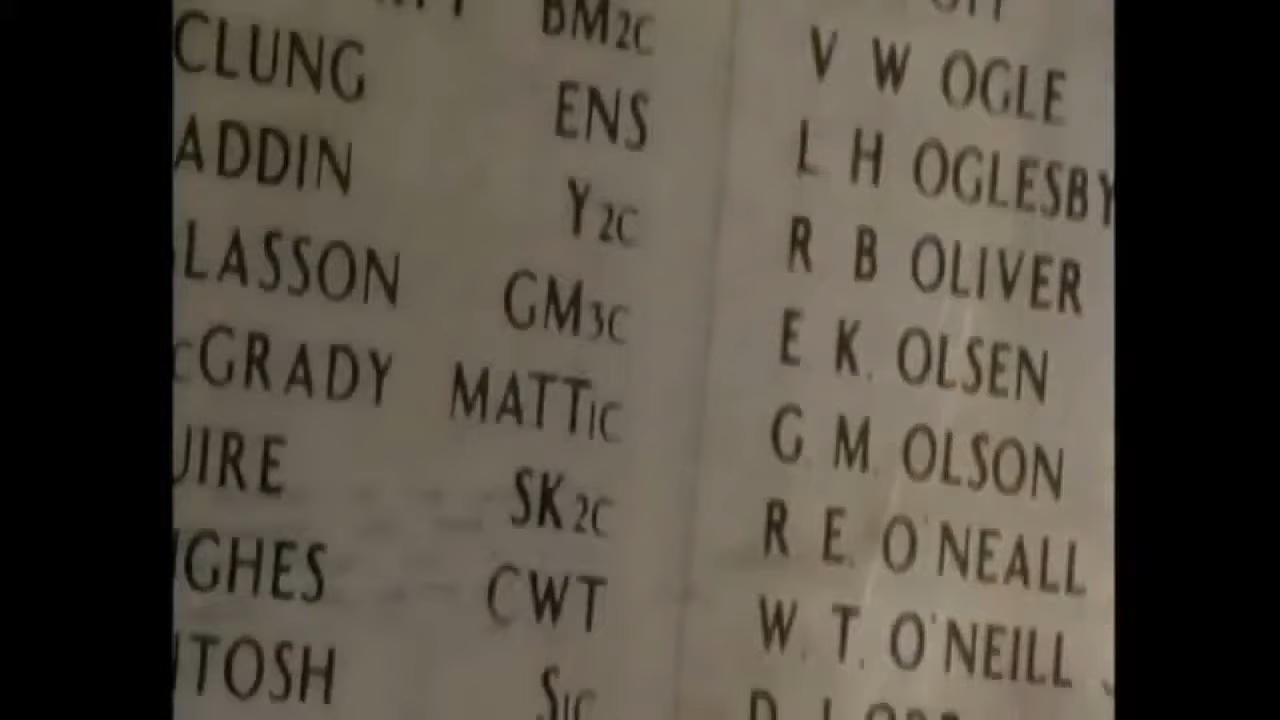 BM2C
CLUNG ENS
ADDIN Y2C
LASSON GM3C
cGRADY MATT1C
UIRE SK2C
GHES CWT
TOSH S1C
V W OGLE
L H OGLESBY
R B OLIVER
E K. OLSEN
G M. OLSON
R E. O'NEALL
W. T. O'NEILL